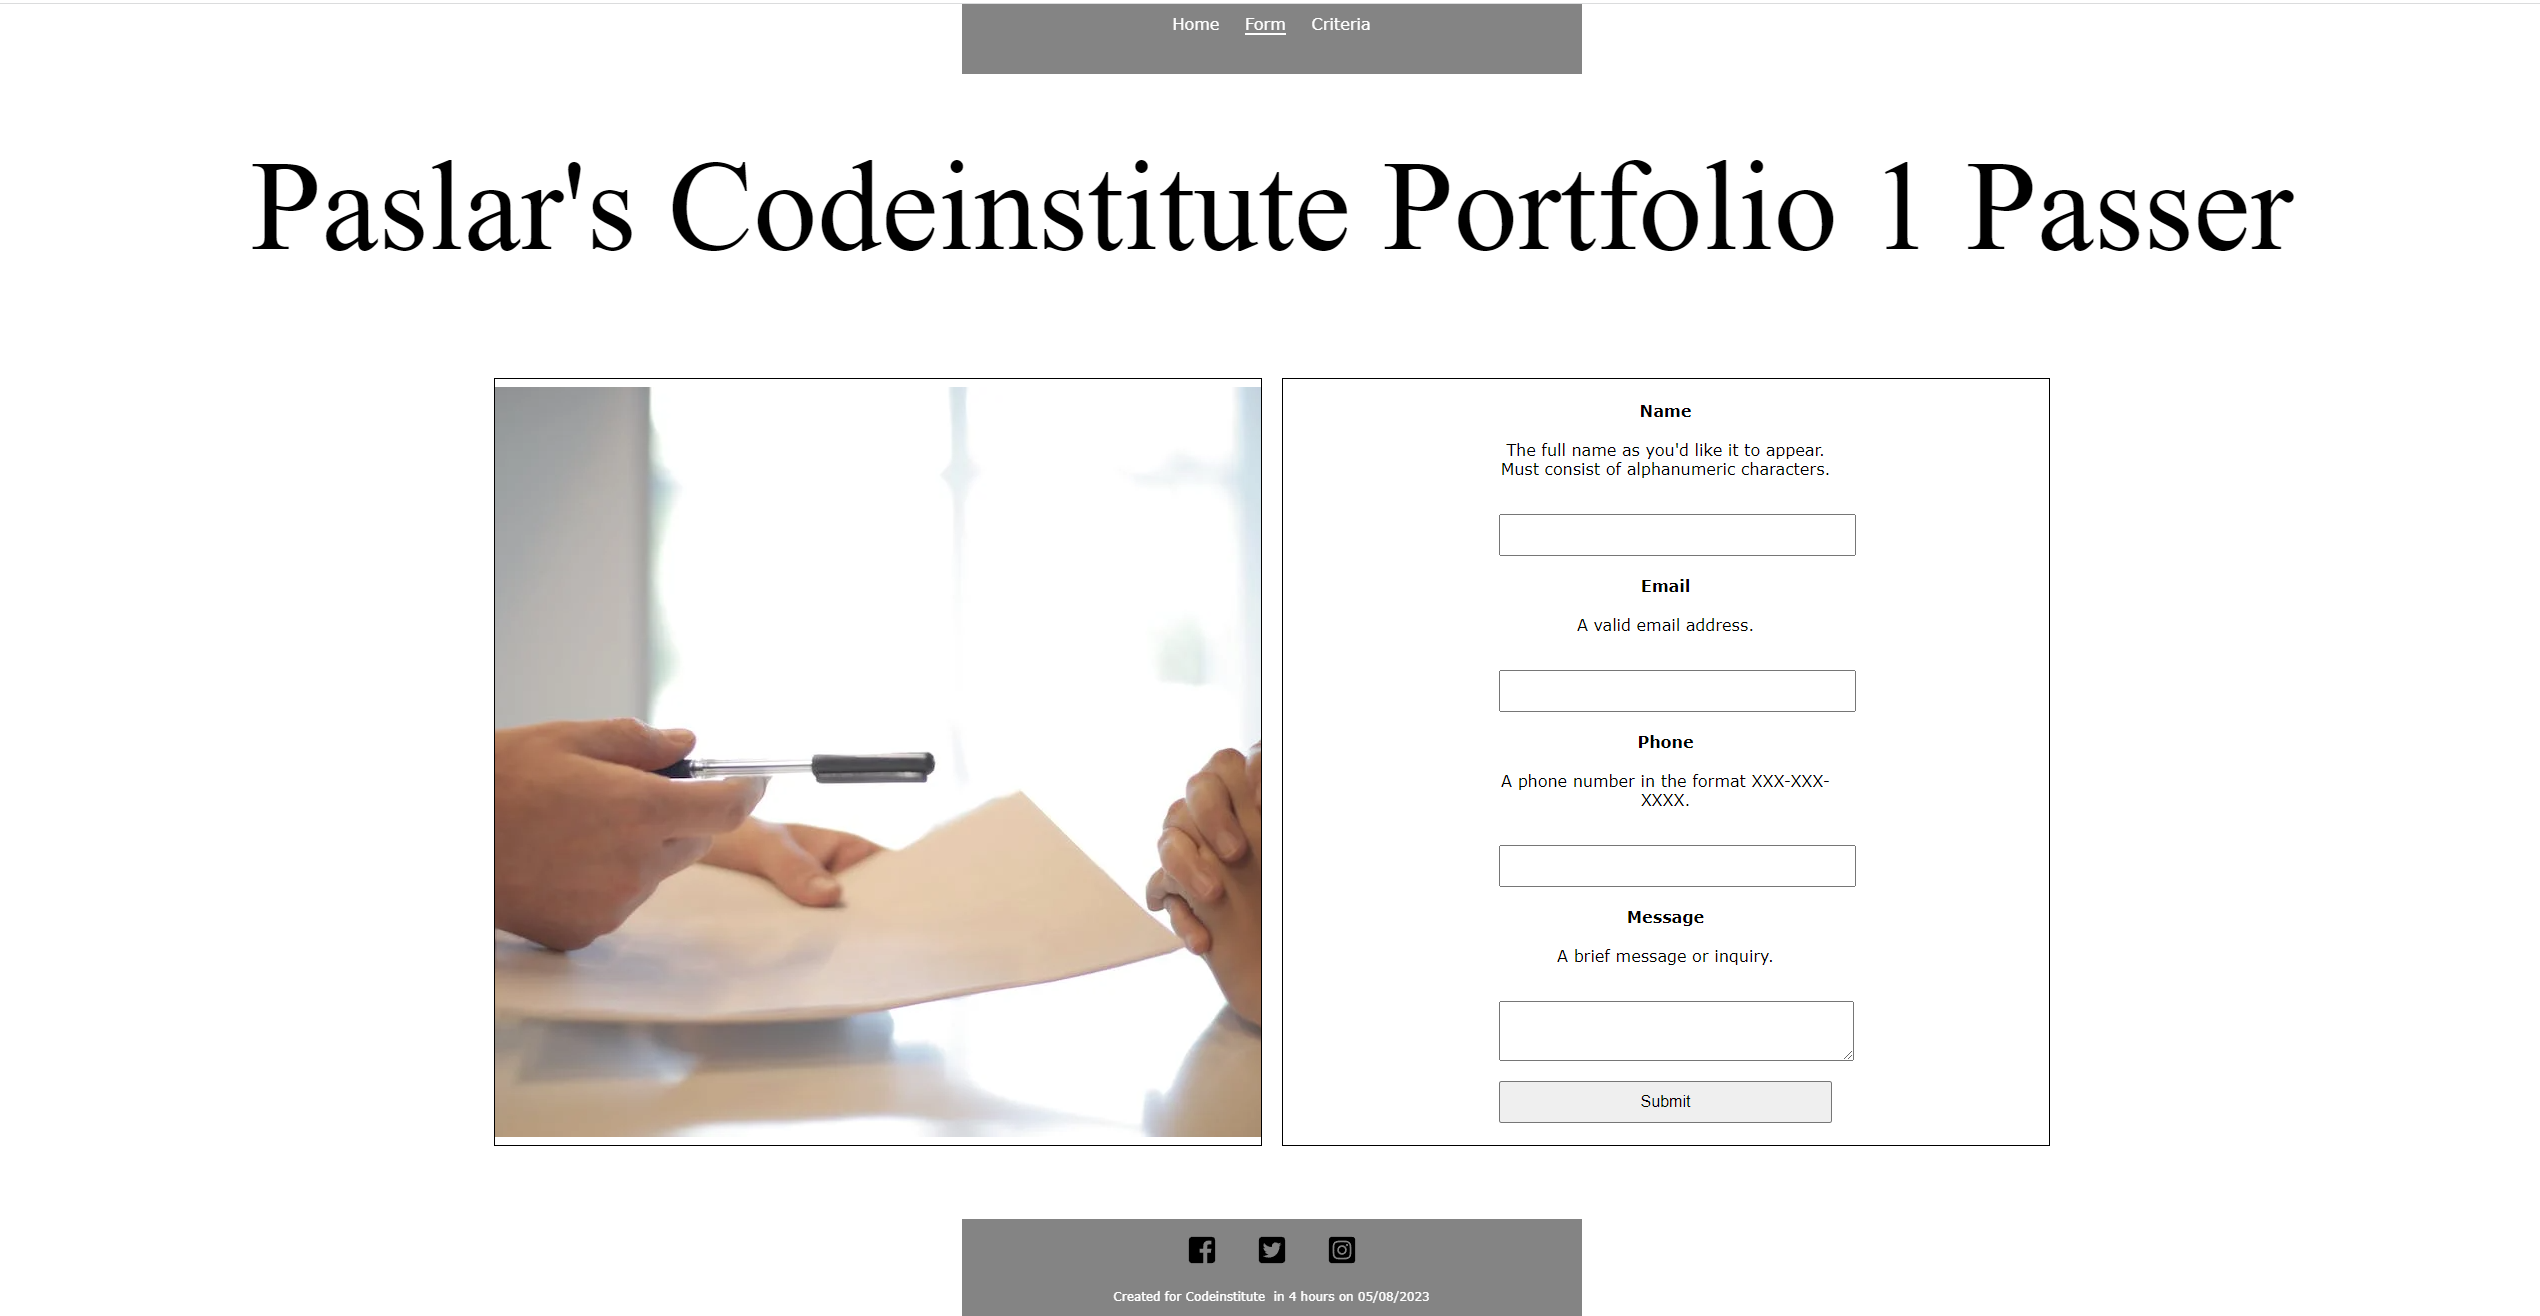 Home Form Criteria
Paslar's Codeinstitute Portfolio 1 Passer
Name
The full name as you'd like it to appear.
Must consist of alphanumeric characters.
Email
A valid email address.
Phone
A phone number in the format XXX-XXX-
XXXX.
Message
A brief message or inquiry.
Submit
Created for Codeinstitute  in 4 hours on 05/08/2023